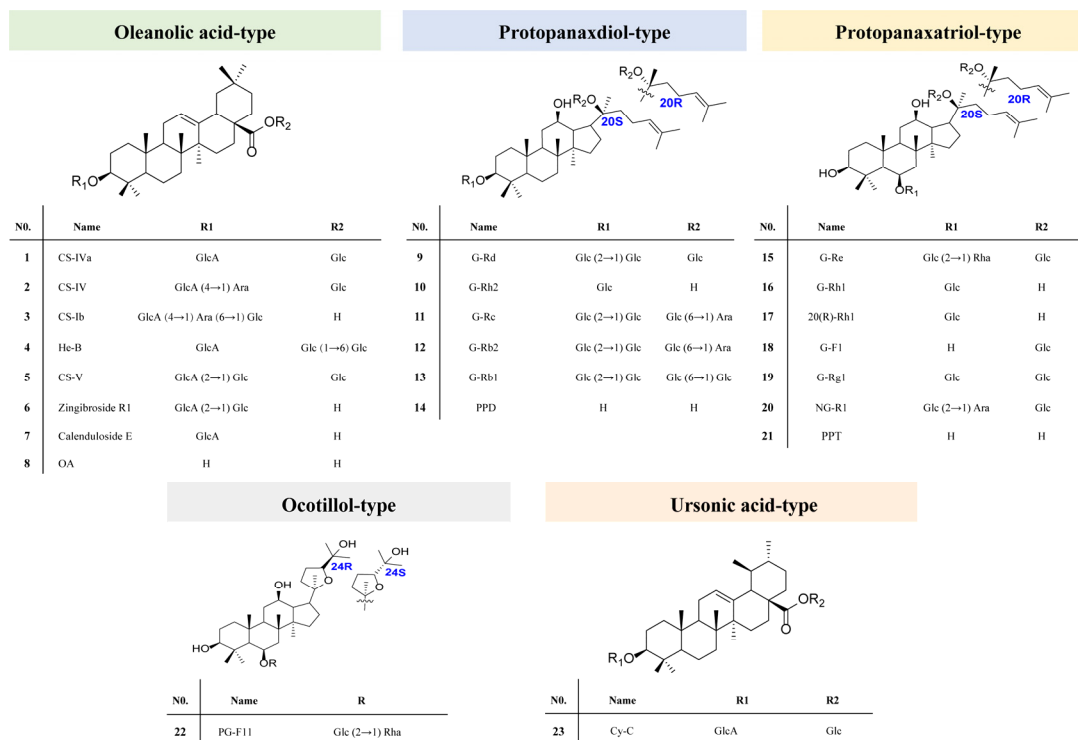 Oleanolic acid-type
R₂O
OR₂
O
R₁O
N0. Name R1 R2
1 CS-IVa GlcA Glc
2 CS-IV GlcA (4→1) Ara Glc
3 CS-Ib GlcA (4→1) Ara (6→1) Glc H
4 He-B GlcA Glc (1→6) Glc
5 CS-V GlcA (2→1) Glc Glc
6 Zingibroside R1 GlcA (2→1) Glc H
7 Calenduloside E GlcA H
8 OA H H
Protopanaxdiol-type
R₂O
20R
R₂O
OH
20S
R₁O
N0. Name R1 R2
9 G-Rd Glc (2→1) Glc Glc
10 G-Rh2 Glc H
11 G-Rc Glc (2→1) Glc Glc (6→1) Ara
12 G-Rb2 Glc (2→1) Glc Glc (6→1) Ara
13 G-Rb1 Glc (2→1) Glc Glc (6→1) Glc
14 PPD H H
Protopanaxatriol-type
R₂O
20R
R₂O
OH
20S
HO
OR₁
N0. Name R1 R2
15 G-Re Glc (2→1) Rha Glc
16 G-Rh1 Glc H
17 20(R)-Rh1 Glc H
18 G-F1 H Glc
19 G-Rg1 Glc Glc
20 NG-R1 Glc (2→1) Ara Glc
21 PPT H H
Ocotillol-type
OH
24R
O
OH
24S
O
OH
HO
OR
N0. Name R
22 PG-F11 Glc (2→1) Rha
Ursonic acid-type
OR₂
O
R₁O
N0. Name R1 R2
23 Cy-C GlcA Glc